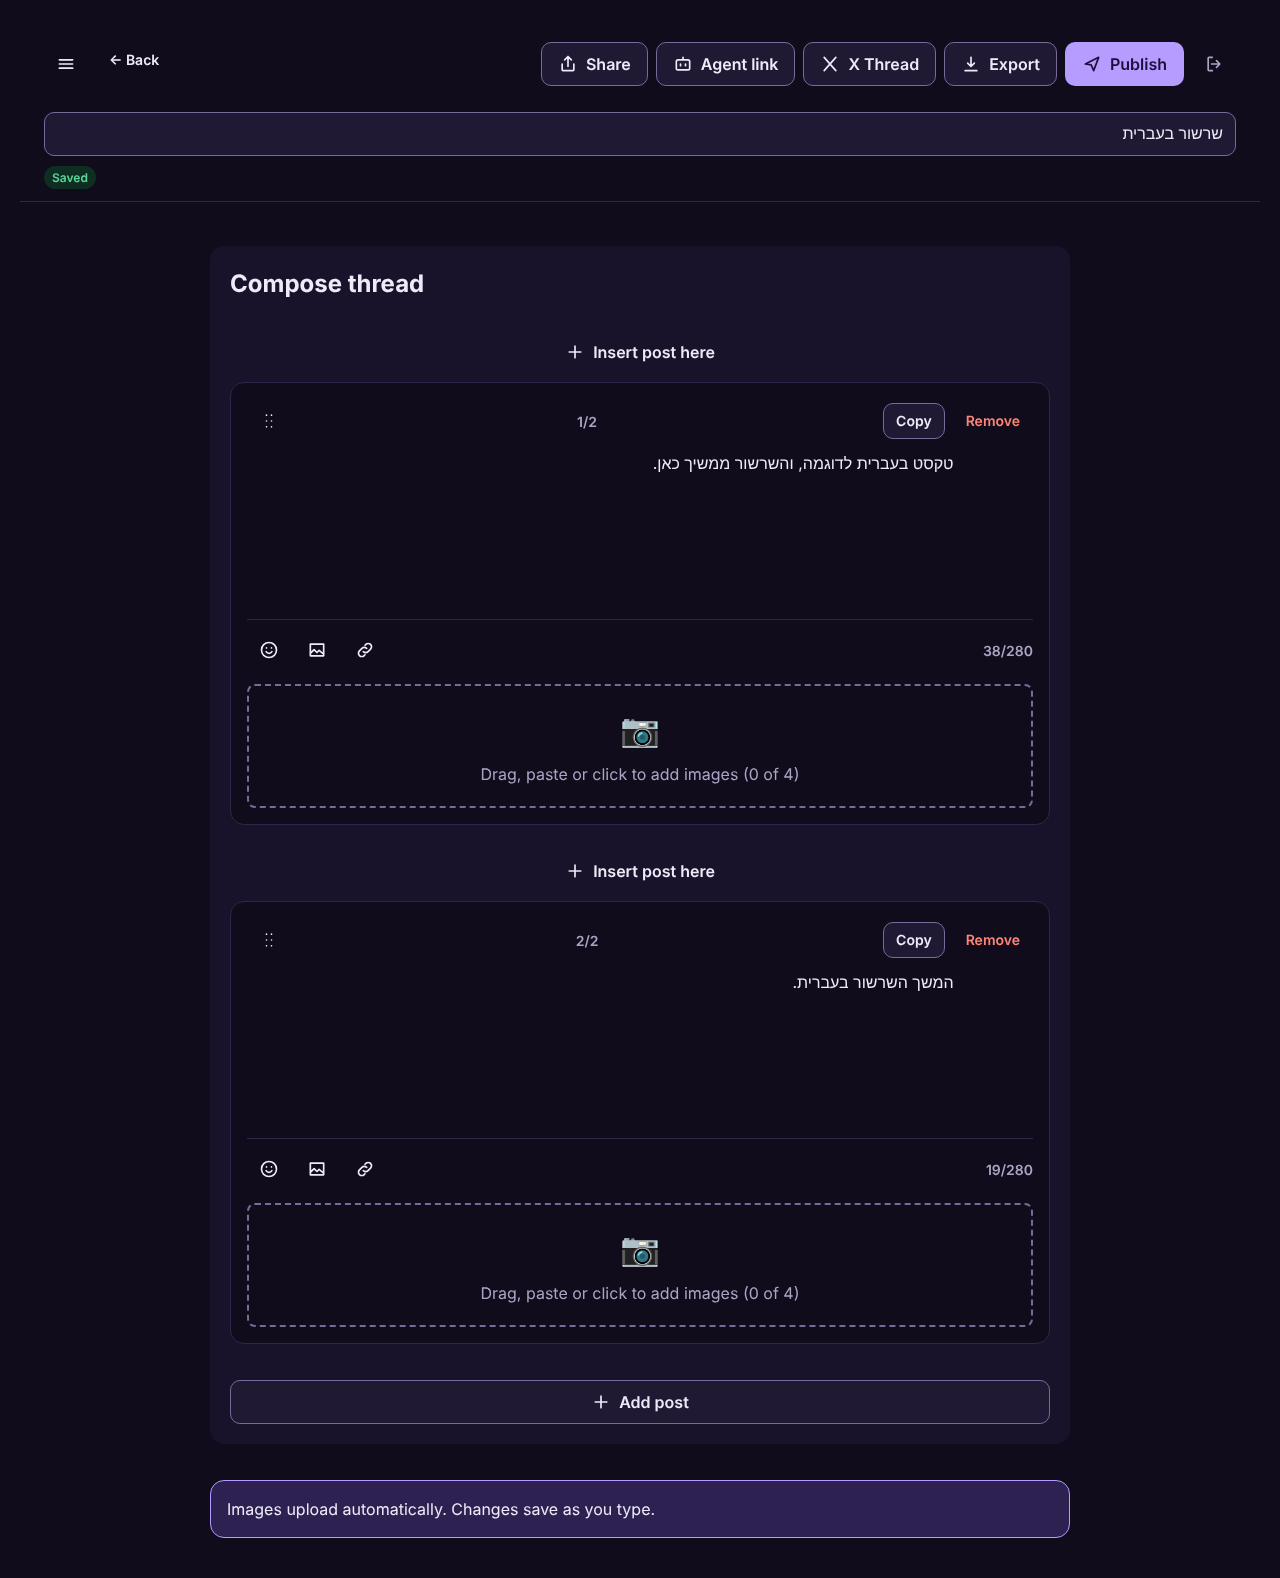 ← Back
Share
Agent link
X Thread
Export
Publish
שרשור בעברית
Saved
Compose thread
Insert post here
1/2
Copy
Remove
טקסט בעברית לדוגמה, והשרשור ממשיך כאן.
38/280
Drag, paste or click to add images (0 of 4)
Insert post here
2/2
Copy
Remove
המשך השרשור בעברית.
19/280
Drag, paste or click to add images (0 of 4)
Add post
Images upload automatically. Changes save as you type.